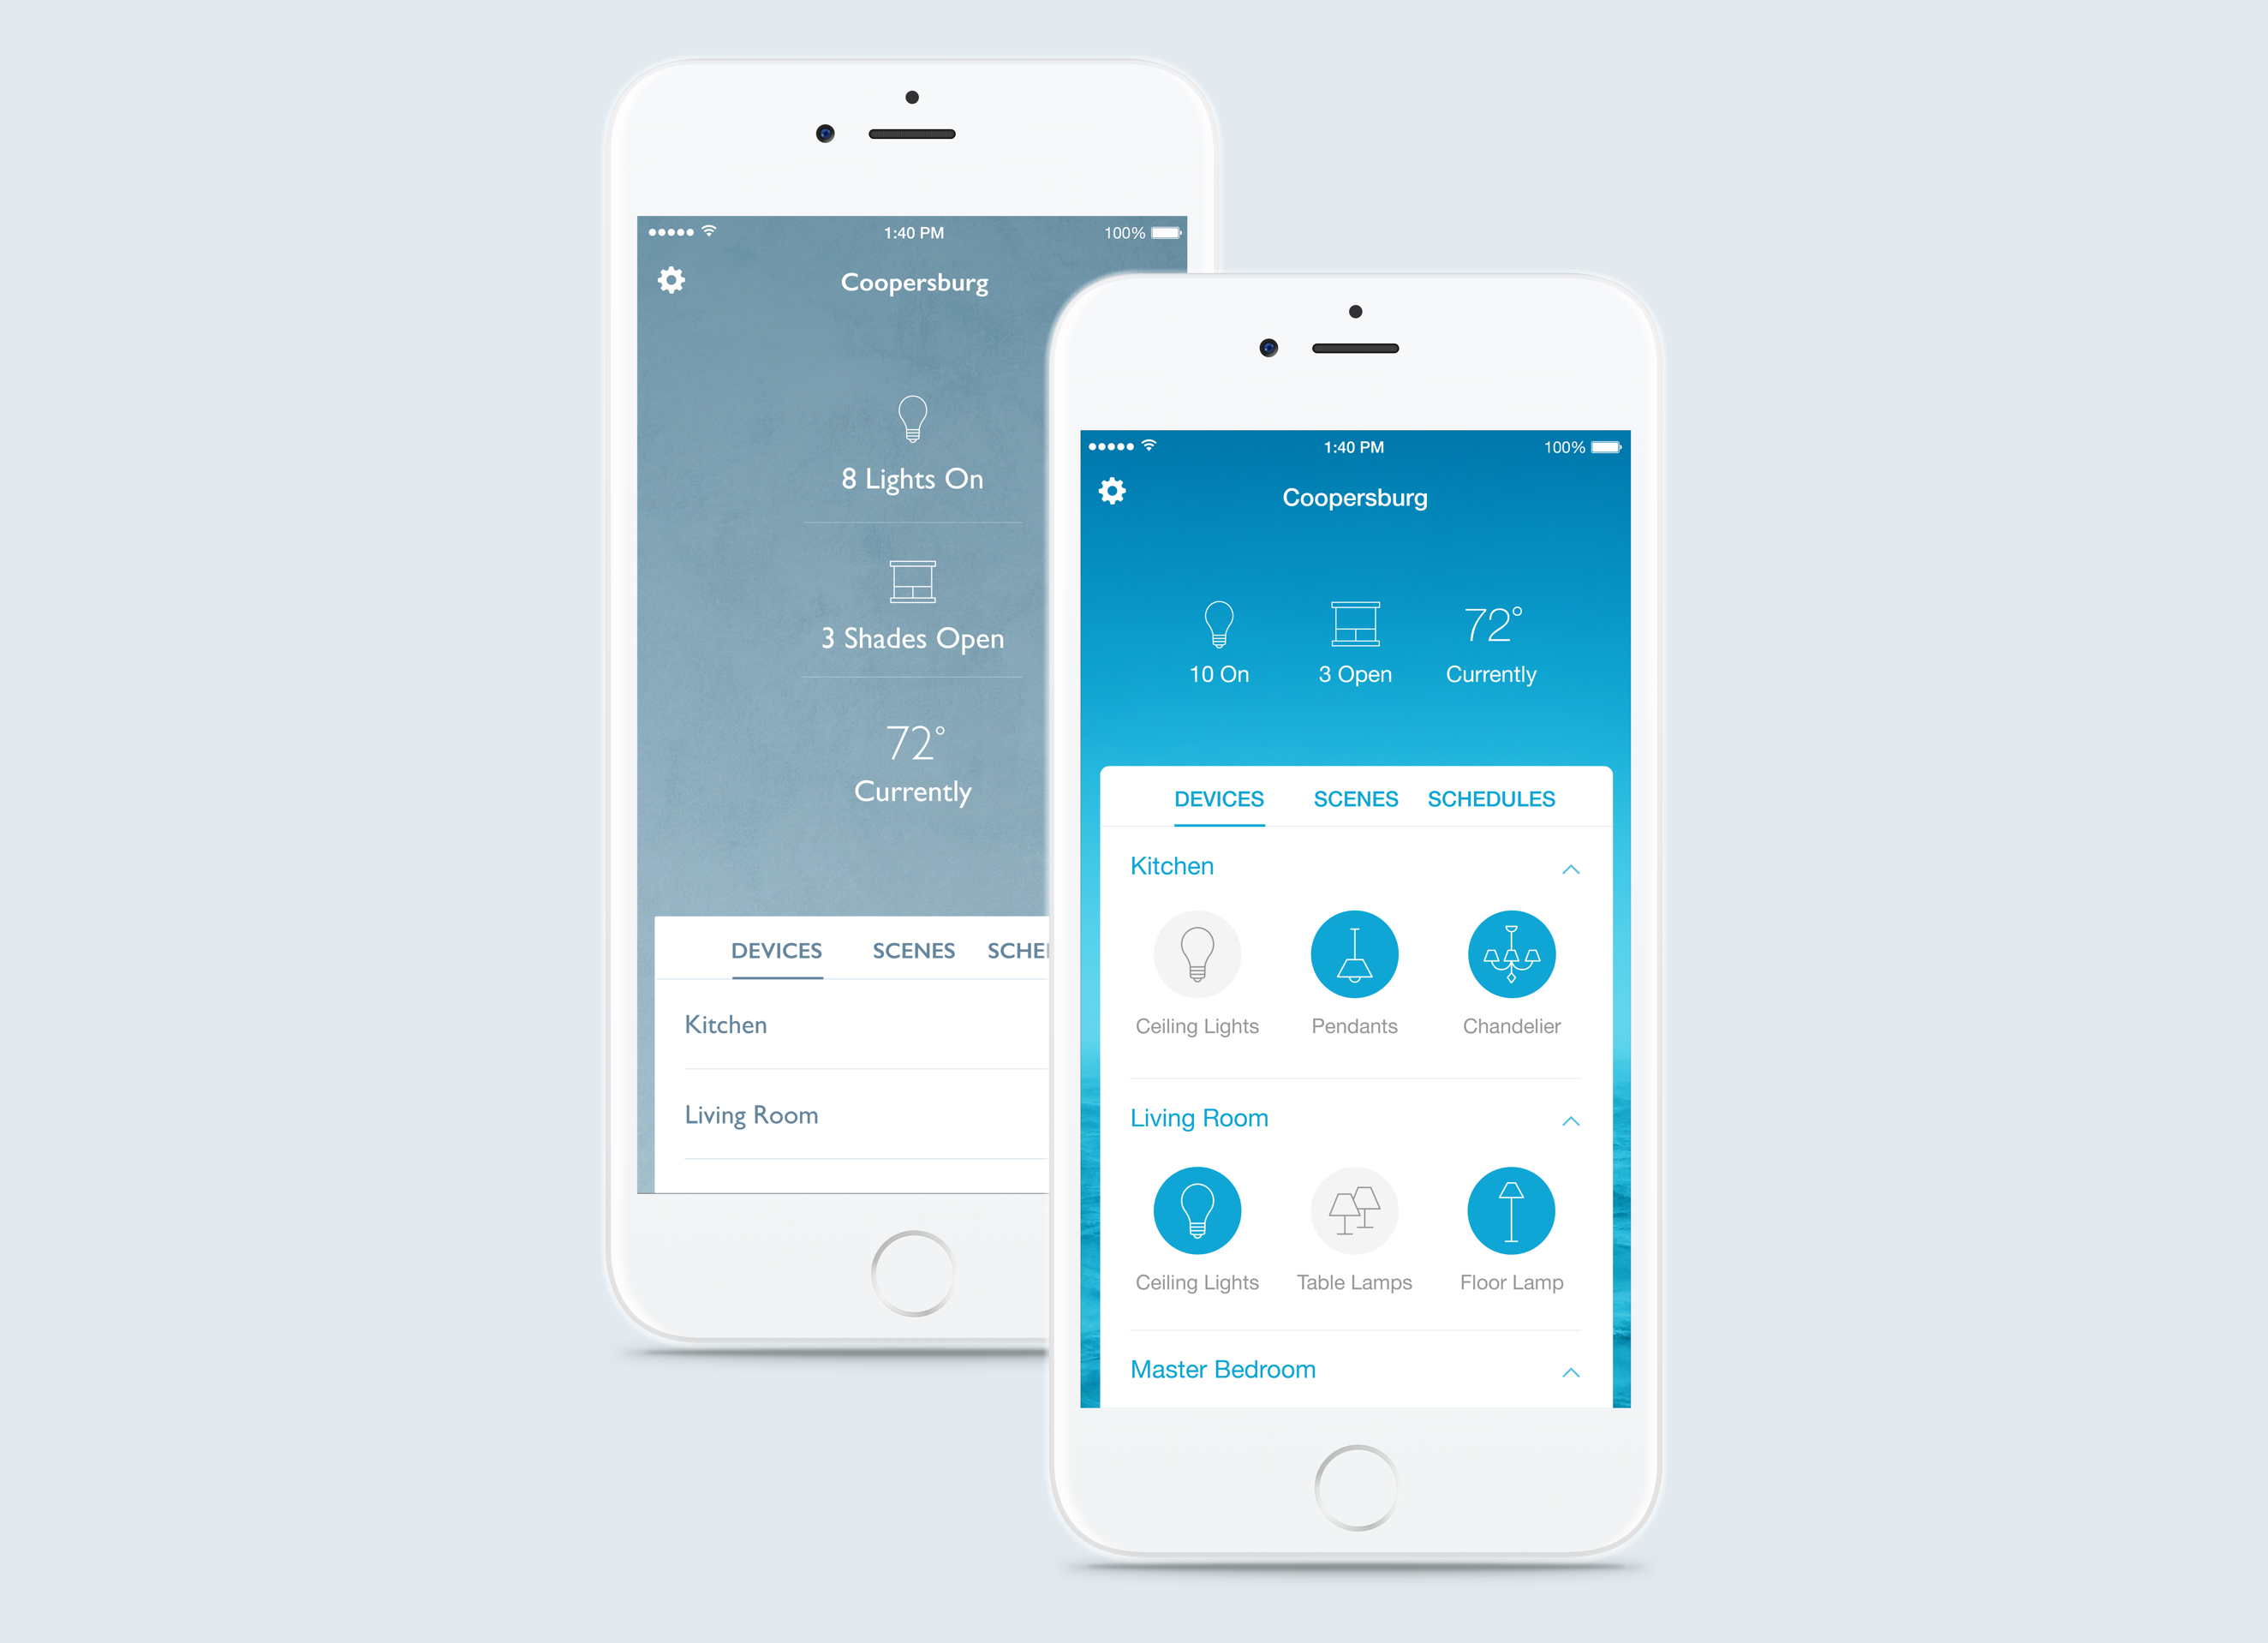 1:40 PM 100%
Coopersburg
8 Lights On
3 Shades Open
72°
Currently
DEVICES SCENES
Kitchen
Living Room
1:40 PM 100%
Coopersburg
72°
10 On 3 Open Currently
DEVICES SCENES SCHEDULES
Kitchen
Ceiling Lights Pendants Chandelier
Living Room
Ceiling Lights Table Lamps Floor Lamp
Master Bedroom